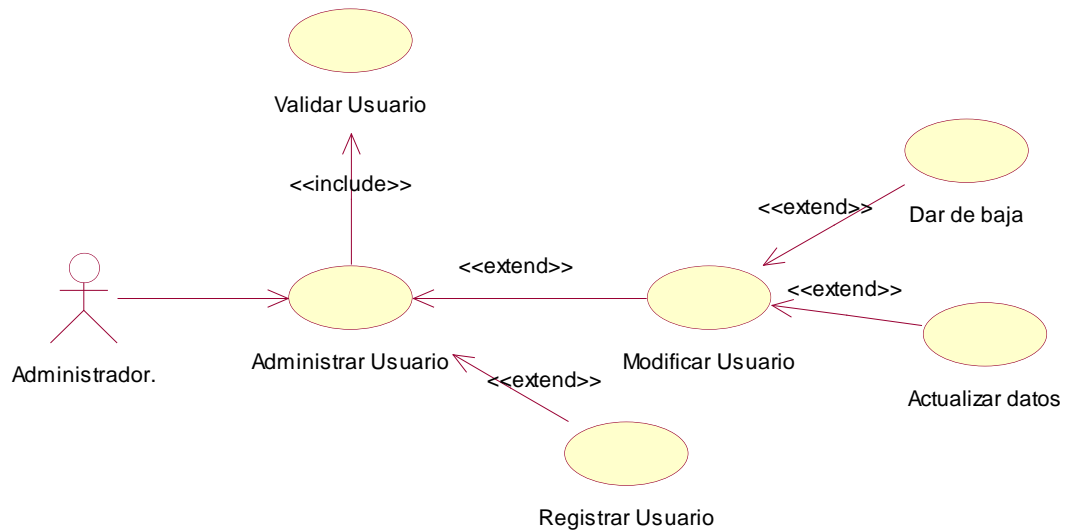 Validar Usuario
<<include>>
<<extend>>
Dar de baja
<<extend>>
<<extend>>
Administrador.
Administrar Usuario
Modificar Usuario
<<extend>>
Actualizar datos
Registrar Usuario